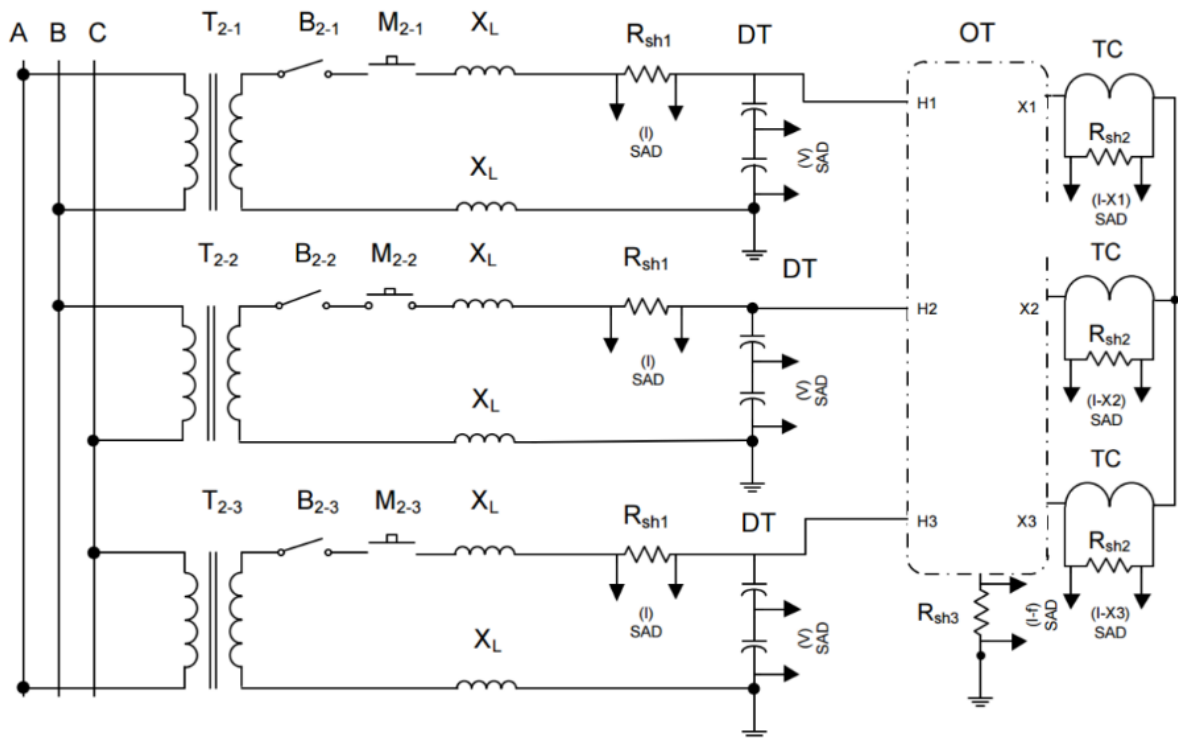 A B C T2-1 B2-1 M2-1 XL Rsh1 DT OT TC
H1 X1
(I)
SAD
(V)
SAD
Rsh2
(I-X1)
SAD
XL
T2-2 B2-2 M2-2 XL Rsh1 DT TC
H2 X2
(I)
SAD
(V)
SAD
Rsh2
(I-X2)
SAD
XL
T2-3 B2-3 M2-3 XL Rsh1 DT TC
H3 X3
(I)
SAD
(V)
SAD
Rsh2
(I-X3)
SAD
XL
Rsh3
(I-f)
SAD